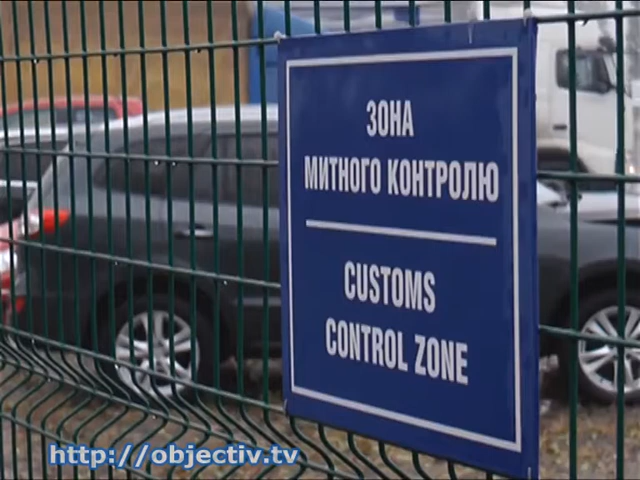 ЗОНА
МИТНОГО КОНТРОЛЮ
CUSTOMS
CONTROL ZONE
http://objectiv.tv